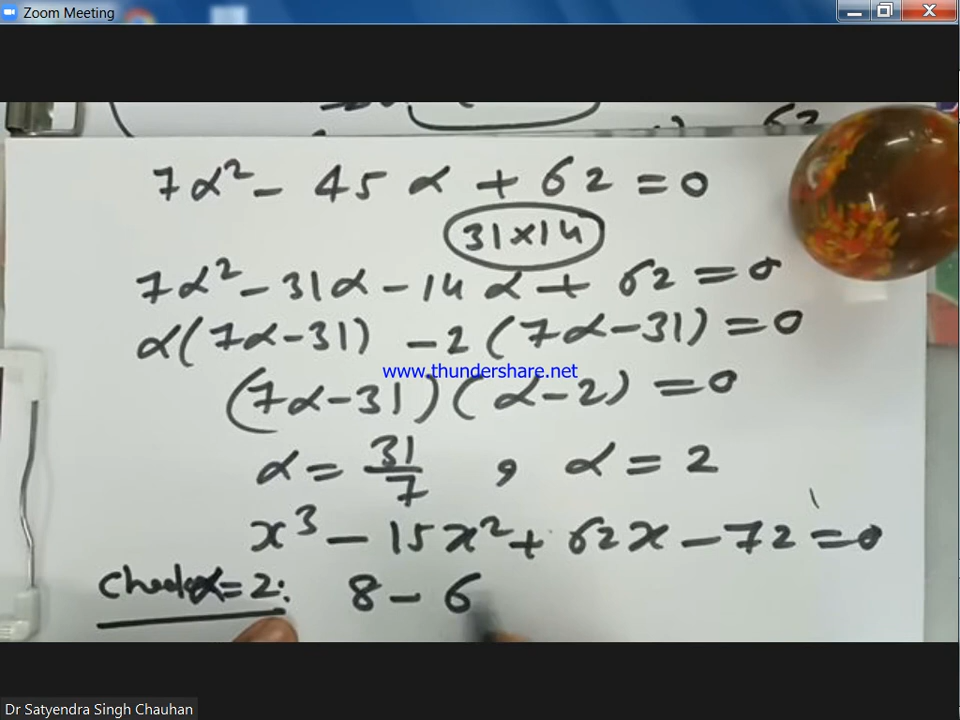 Zoom Meeting
62
7α² - 45α + 62 = 0
31×14
7α² - 31α - 14α + 62 = 0
α(7α-31) - 2(7α-31) = 0
www.thundershare.net
(7α-31)(α-2) = 0
α = 31/7 , α = 2
x³ - 15x² + 62x - 72 = 0
Check α = 2: 8 - 6
Dr Satyendra Singh Chauhan